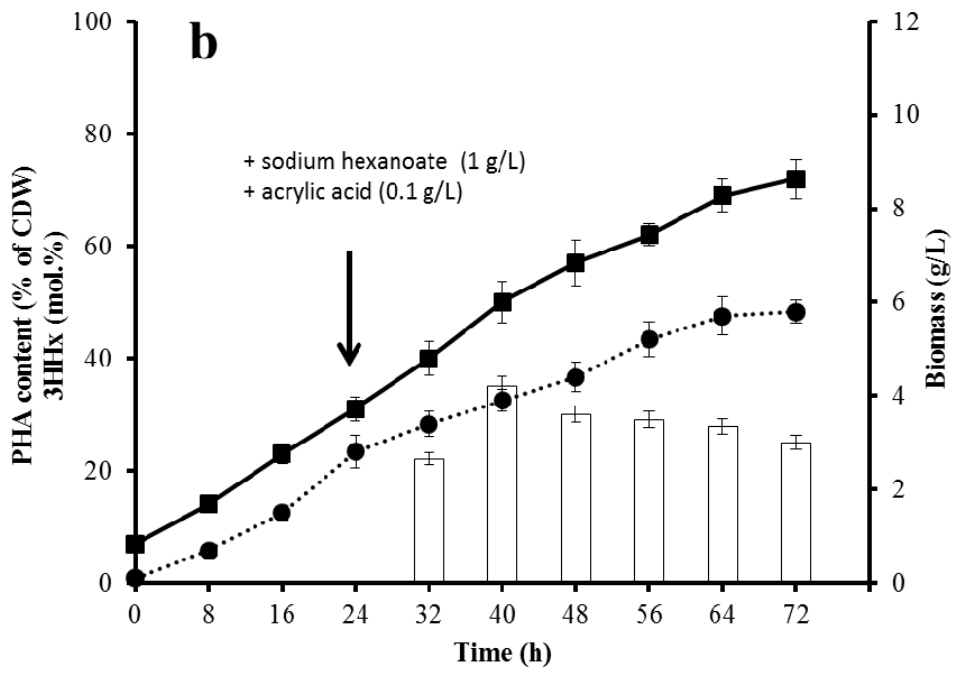 b
+ sodium hexanoate (1 g/L)
+ acrylic acid (0.1 g/L)
PHA content (% of CDW)
3HHx (mol.%)
100
80
60
40
20
0
12
10
8
6
4
2
0
Biomass (g/L)
0 8 16 24 32 40 48 56 64 72
Time (h)